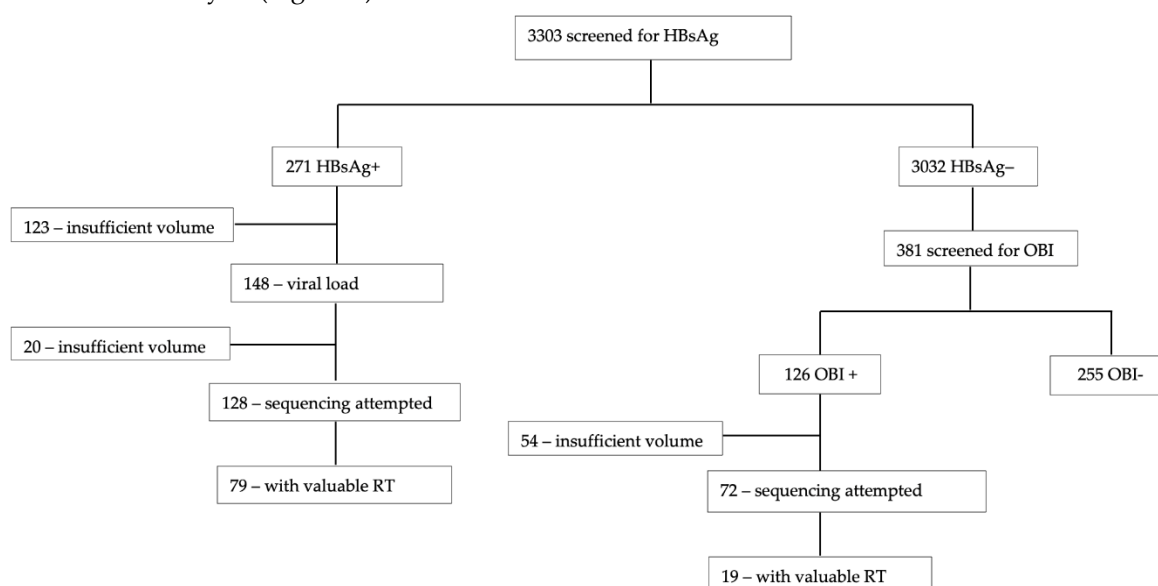 3303 screened for HBsAg
271 HBsAg+
3032 HBsAg–
123 – insufficient volume
381 screened for OBI
148 – viral load
20 – insufficient volume
126 OBI +
255 OBI-
128 – sequencing attempted
54 – insufficient volume
79 – with valuable RT
72 – sequencing attempted
19 – with valuable RT